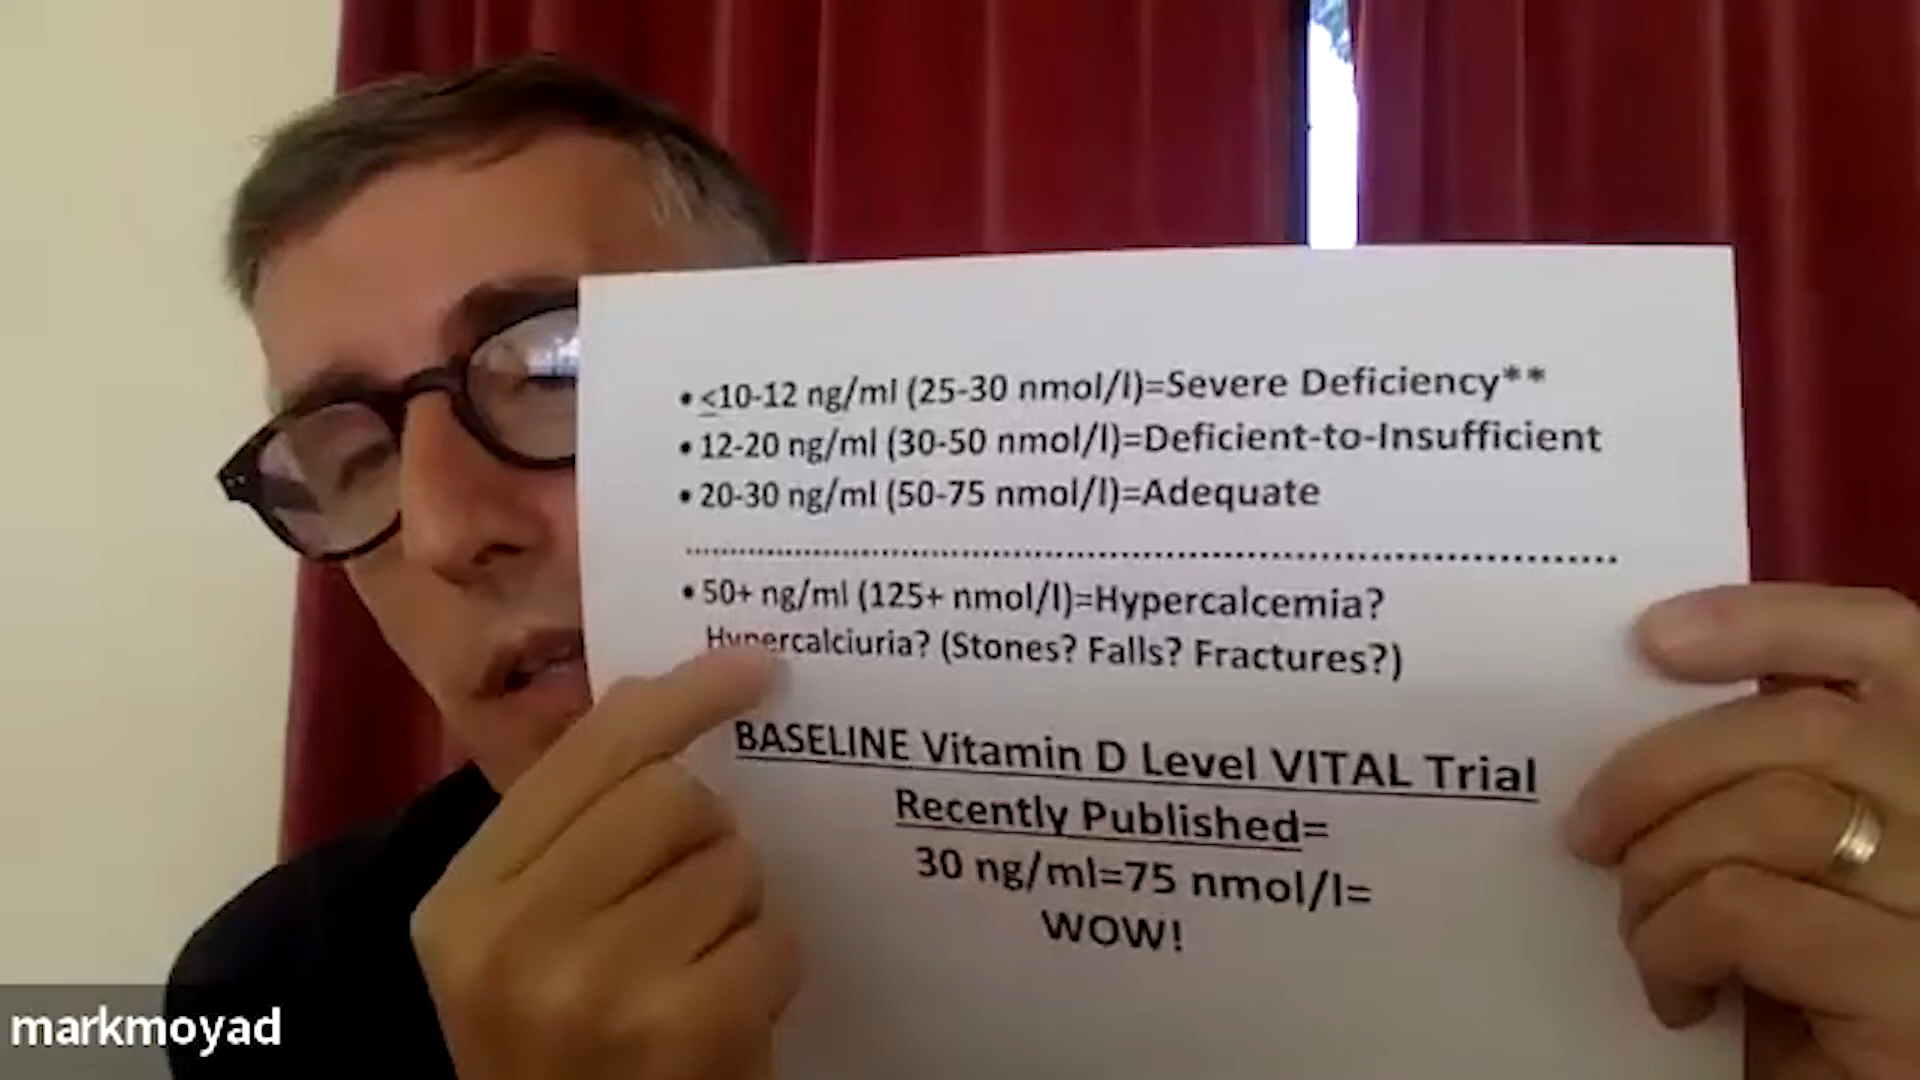 • <10-12 ng/ml (25-30 nmol/l)=Severe Deficiency**
• 12-20 ng/ml (30-50 nmol/l)=Deficient-to-Insufficient
• 20-30 ng/ml (50-75 nmol/l)=Adequate
• 50+ ng/ml (125+ nmol/l)=Hypercalcemia?
Hypercalciuria? (Stones? Falls? Fractures?)
BASELINE Vitamin D Level VITAL Trial
Recently Published=
30 ng/ml=75 nmol/l=
WOW!
markmoyad